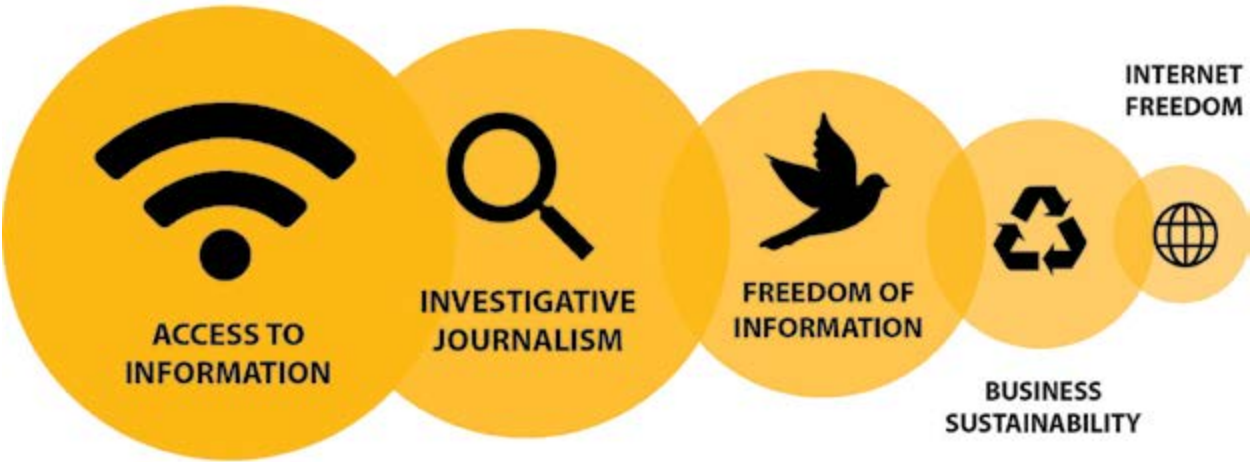 ACCESS TO
INFORMATION
INVESTIGATIVE
JOURNALISM
FREEDOM OF
INFORMATION
BUSINESS
SUSTAINABILITY
INTERNET
FREEDOM